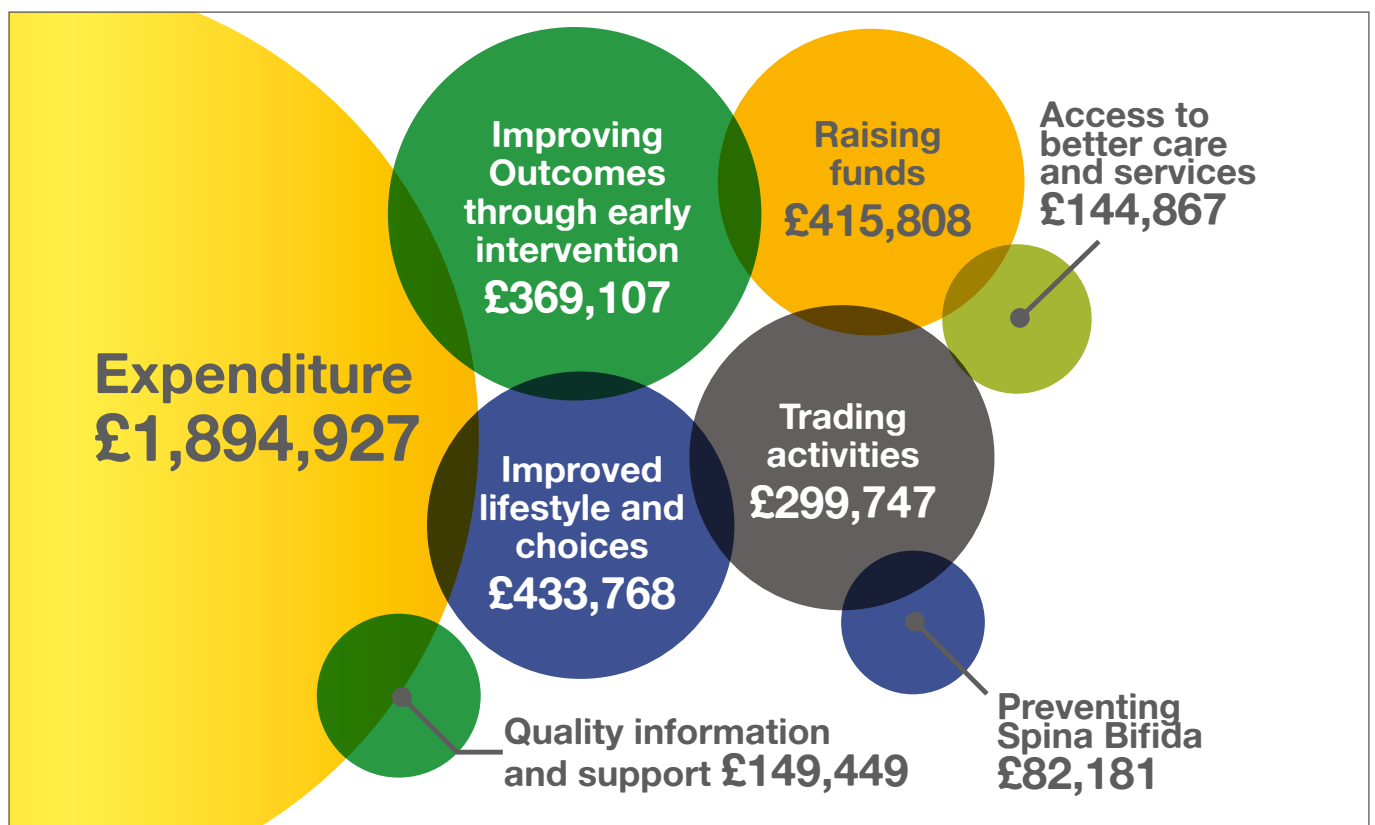 Expenditure
£1,894,927
Improving
Outcomes
through early
intervention
£369,107
Raising
funds
£415,808
Access to
better care
and services
£144,867
Improved
lifestyle and
choices
£433,768
Trading
activities
£299,747
Quality information
and support £149,449
Preventing
Spina Bifida
£82,181